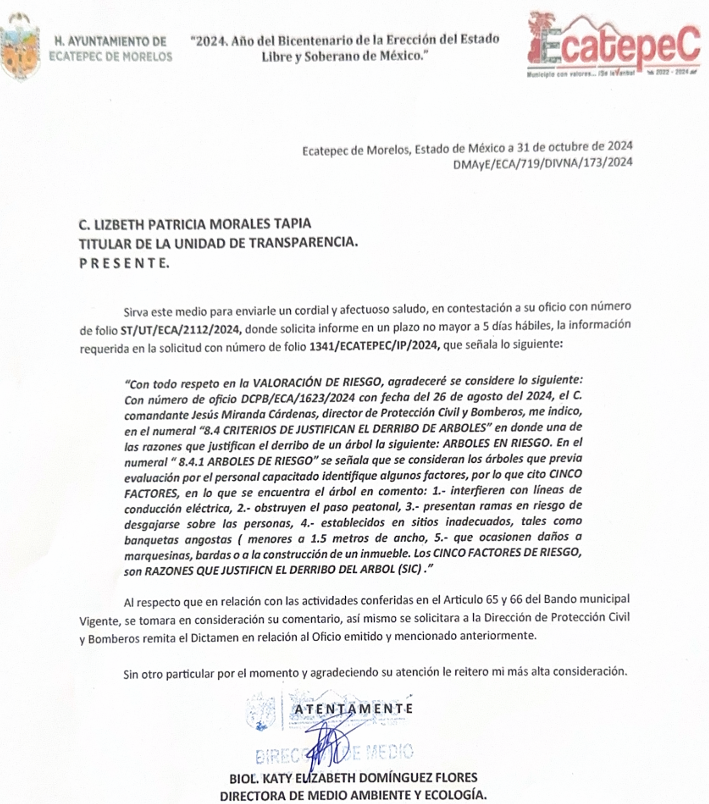 H. AYUNTAMIENTO DE
ECATEPEC DE MORELOS
"2024. Año del Bicentenario de la Erección del Estado
Libre y Soberano de México."
EcatepeC
Municipio con valores... ¡Se le verba! 2022 - 2024
Ecatepec de Morelos, Estado de México a 31 de octubre de 2024
DMAyE/ECA/719/DIVNA/173/2024
C. LIZBETH PATRICIA MORALES TAPIA
TITULAR DE LA UNIDAD DE TRANSPARENCIA.
P R E S E N T E.
Sirva este medio para enviarle un cordial y afectuoso saludo, en contestación a su oficio con número
de folio ST/UT/ECA/2112/2024, donde solicita informe en un plazo no mayor a 5 días hábiles, la información
requerida en la solicitud con número de folio 1341/ECATEPEC/IP/2024, que señala lo siguiente:
"Con todo respeto en la VALORACIÓN DE RIESGO, agradeceré se considere lo siguiente:
Con número de oficio DCPB/ECA/1623/2024 con fecha del 26 de agosto del 2024, el C.
comandante Jesús Miranda Cárdenas, director de Protección Civil y Bomberos, me indico,
en el numeral "8.4 CRITERIOS DE JUSTIFICAN EL DERRIBO DE ARBOLES" en donde una de
las razones que justifican el derribo de un árbol la siguiente: ARBOLES EN RIESGO. En el
numeral " 8.4.1 ARBOLES DE RIESGO" se señala que se consideran los árboles que previa
evaluación por el personal capacitado identifique algunos factores, por lo que cito CINCO
FACTORES, en lo que se encuentra el árbol en comento: 1.- interfieren con líneas de
conducción eléctrica, 2.- obstruyen el paso peatonal, 3.- presentan ramas en riesgo de
desgajarse sobre las personas, 4.- establecidos en sitios inadecuados, tales como
banquetas angostas ( menores a 1.5 metros de ancho, 5.- que ocasionen daños a
marquesinas, bardas o a la construcción de un inmueble. Los CINCO FACTORES DE RIESGO,
son RAZONES QUE JUSTIFICN EL DERRIBO DEL ARBOL (SIC) ."
Al respecto que en relación con las actividades conferidas en el Articulo 65 y 66 del Bando municipal
Vigente, se tomara en consideración su comentario, así mismo se solicitara a la Dirección de Protección Civil
y Bomberos remita el Dictamen en relación al Oficio emitido y mencionado anteriormente.
Sin otro particular por el momento y agradeciendo su atención le reitero mi más alta consideración.
A T E N T A M E N T E
DE MEDIO
BIOL. KATY ELIZABETH DOMÍNGUEZ FLORES
DIRECTORA DE MEDIO AMBIENTE Y ECOLOGÍA.